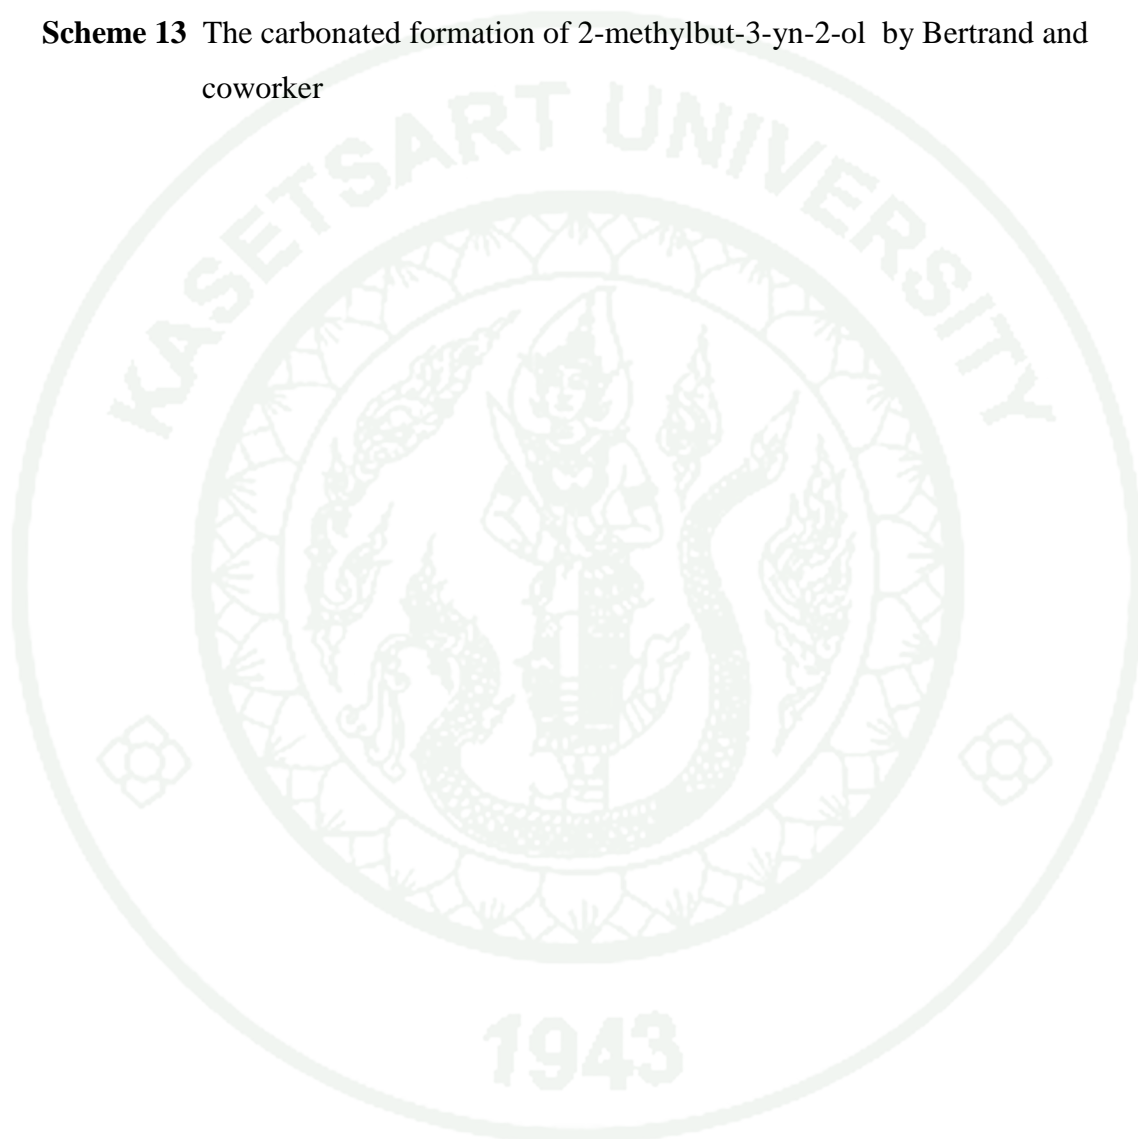 Scheme 13 The carbonated formation of 2-methylbut-3-yn-2-ol by Bertrand and
coworker
KASETSART UNIVERSITY
1943